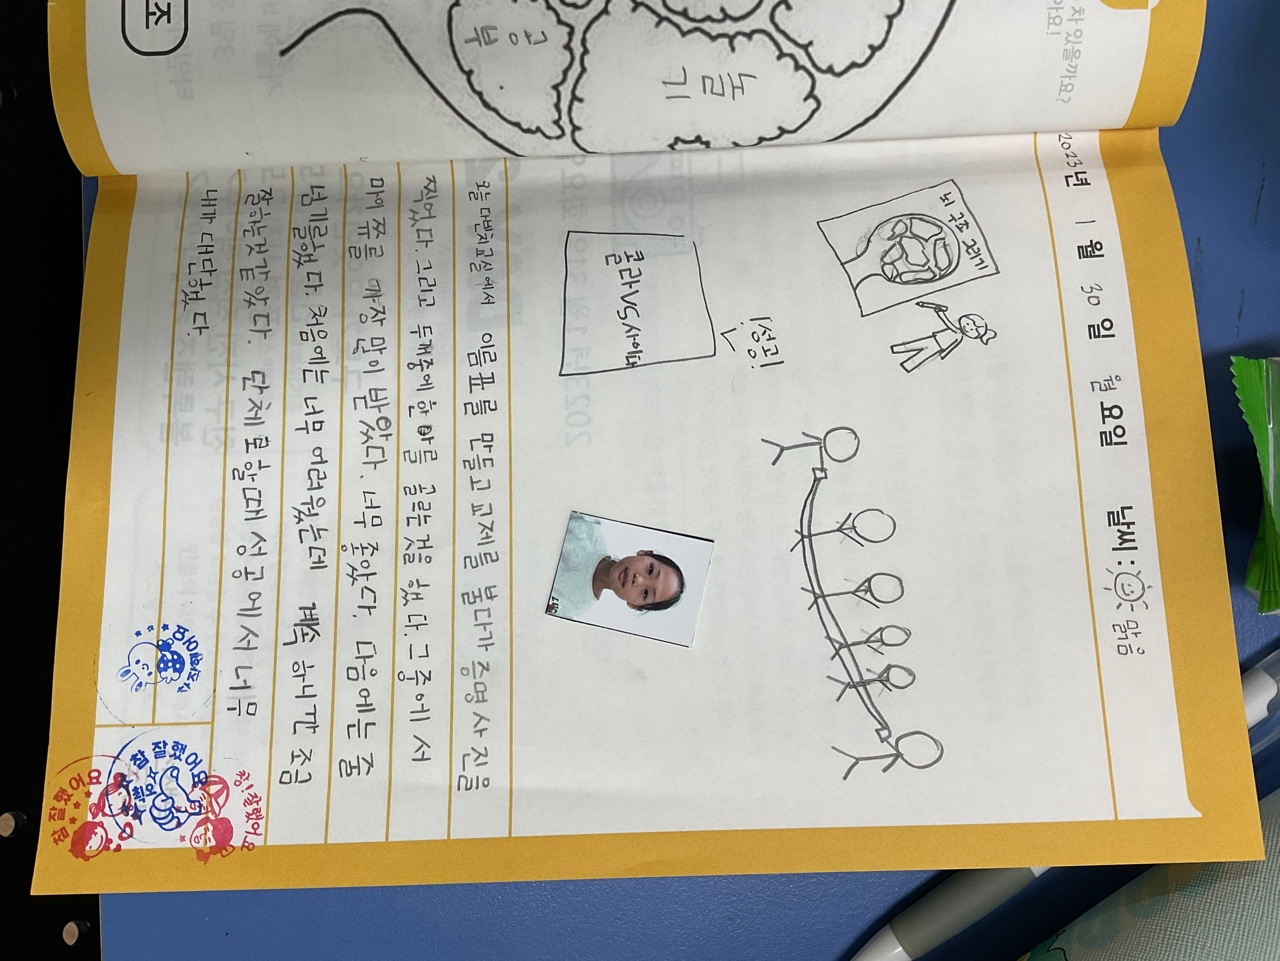 차 있을까요?
아요!
놀
기
공
부
조
2023년 1월 30일 월요일 날씨: 맑음
뇌 구조 그리기
!성공!
콜라VS사이다
오늘 다빈치교실에서 이름표를 만들고 교제를 불다가 증명사진을
찍었다. 그리고 두개중에 한 아를 골르는것을 했다. 그중에서
마이쮸를 가장 많이 받았다. 너무 좋았다. 다음에는 줄
넘기를했다. 처음에는 너무 어려웠는데 계속 하니깐 조금
잘하는것같았다. 단체로할때 성공에서 너무
내가 대단했다.
참!잘했어요
참 잘했어요
참잘했어요